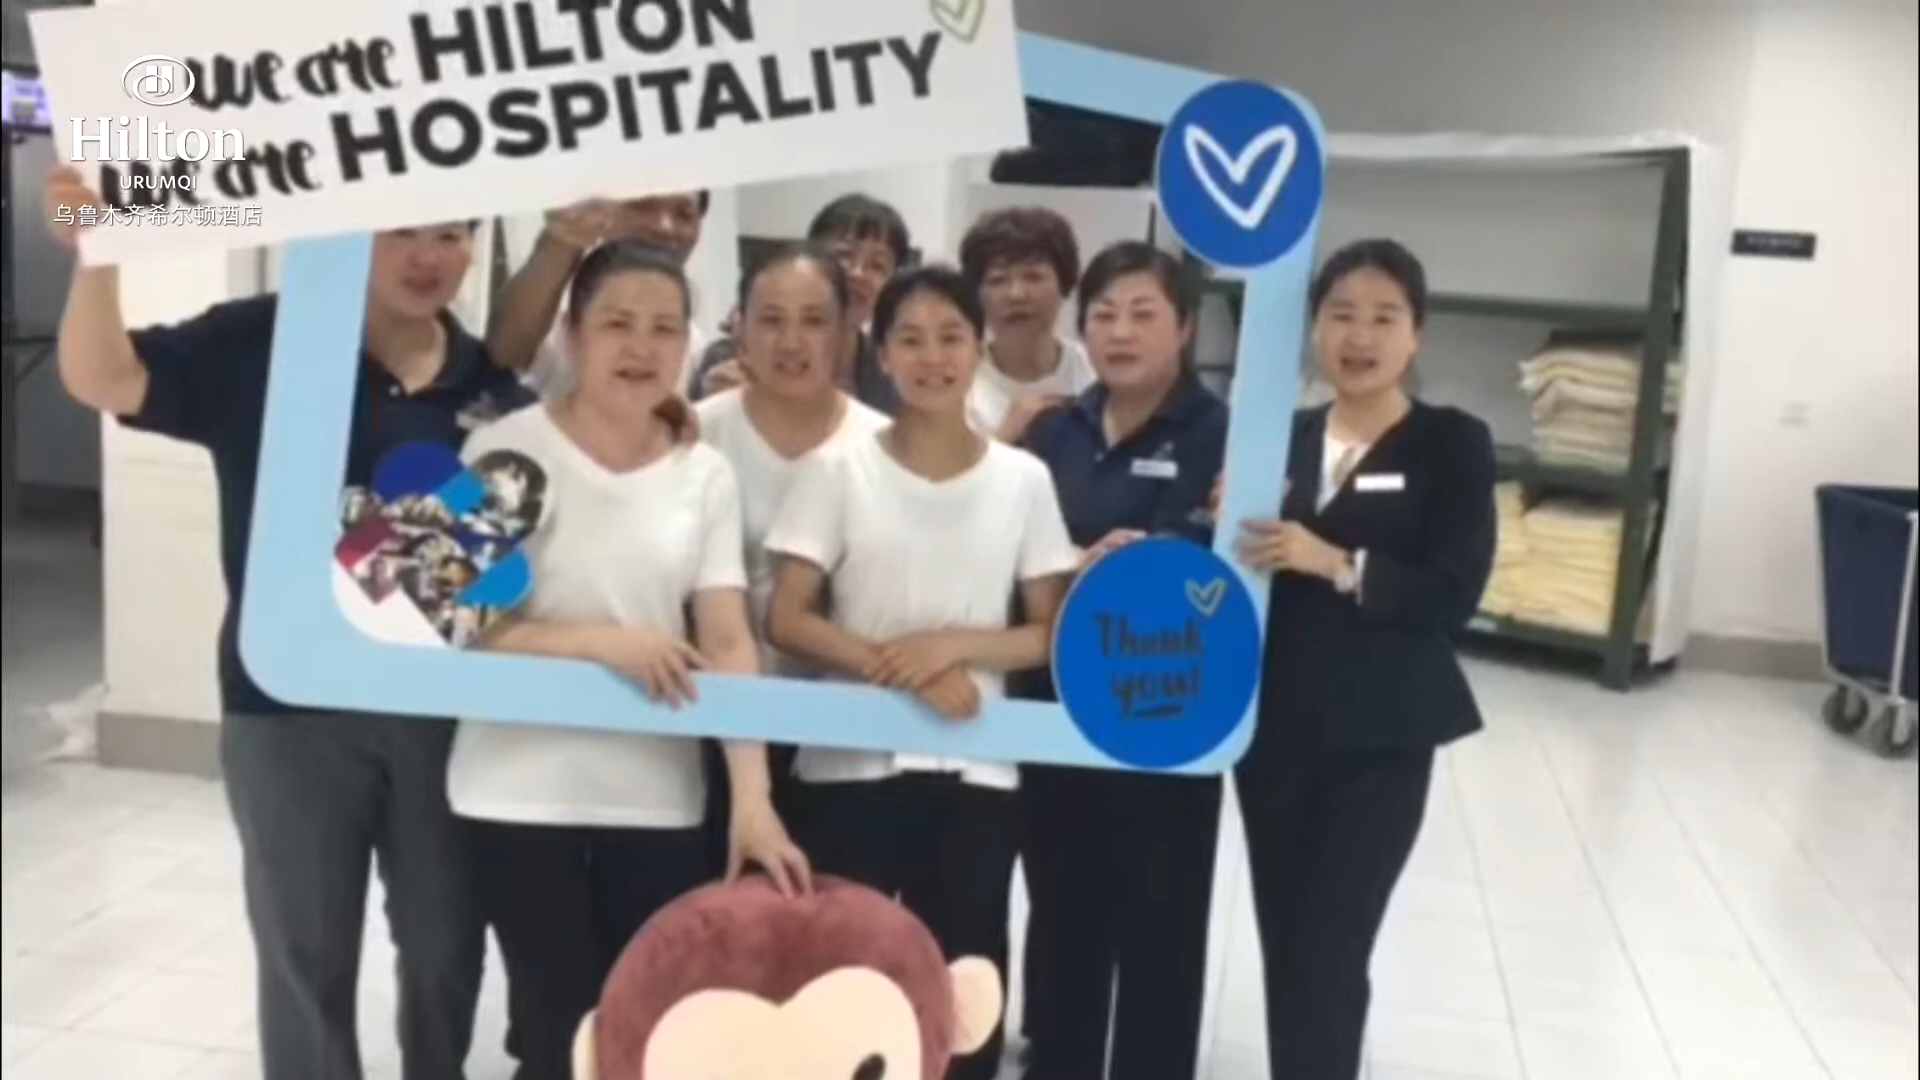 We are HILTON
We are HOSPITALITY
Hilton
URUMQI
乌鲁木齐希尔顿酒店
Thank
you!